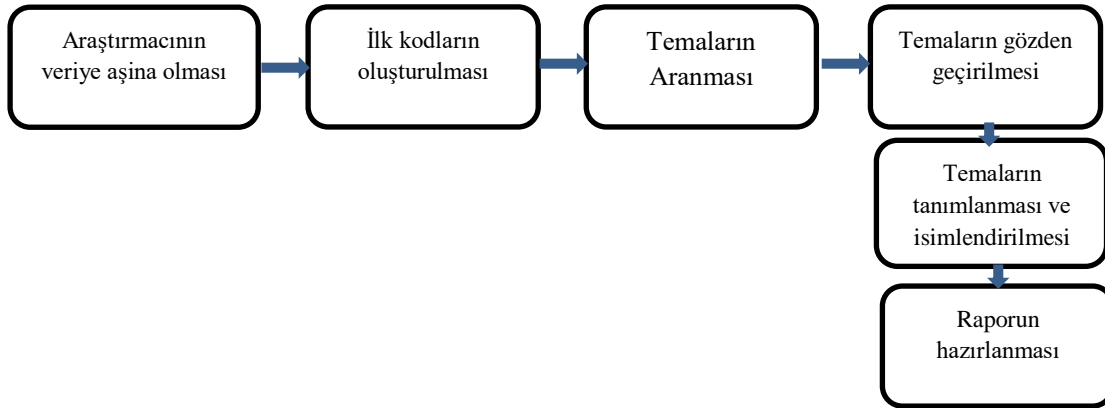 Araştırmacının
veriye aşina olması
İlk kodların
oluşturulması
Temaların
Aranması
Temaların gözden
geçirilmesi
Temaların
tanımlanması ve
isimlendirilmesi
Raporun
hazırlanması